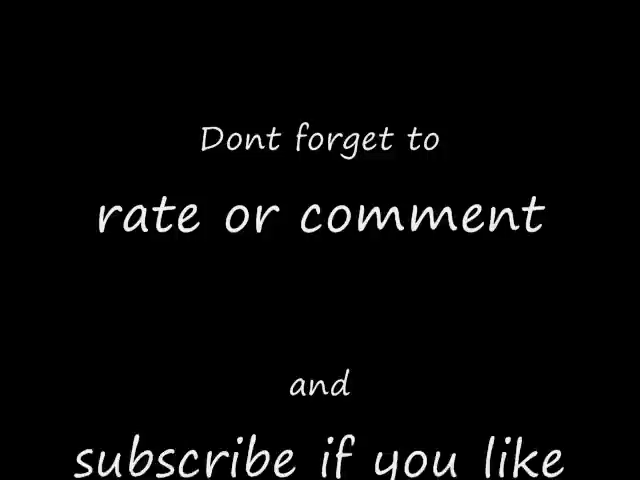 Dont forget to
rate or comment
and
subscribe if you like